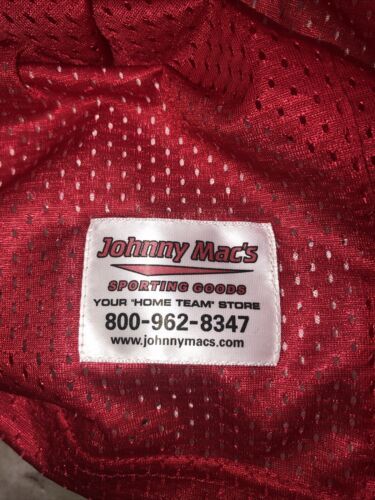 Johnny Mac's
SPORTING GOODS
YOUR 'HOME TEAM' STORE
800-962-8347
www.johnnymacs.com